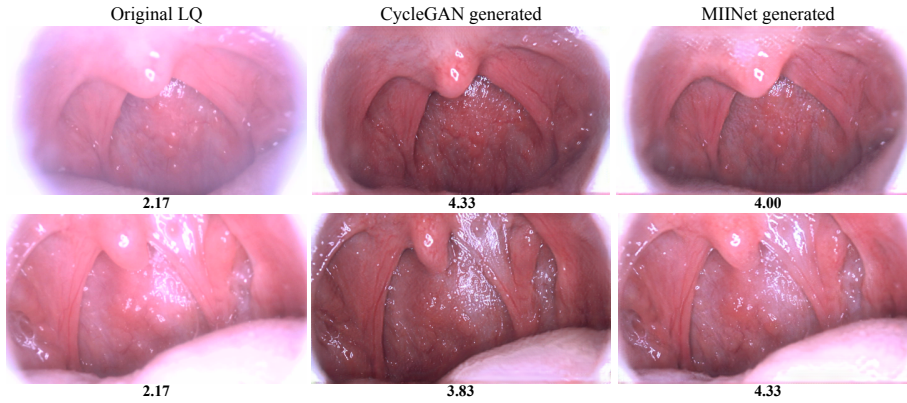 Original LQ CycleGAN generated MIINet generated
2.17 4.33 4.00
2.17 3.83 4.33